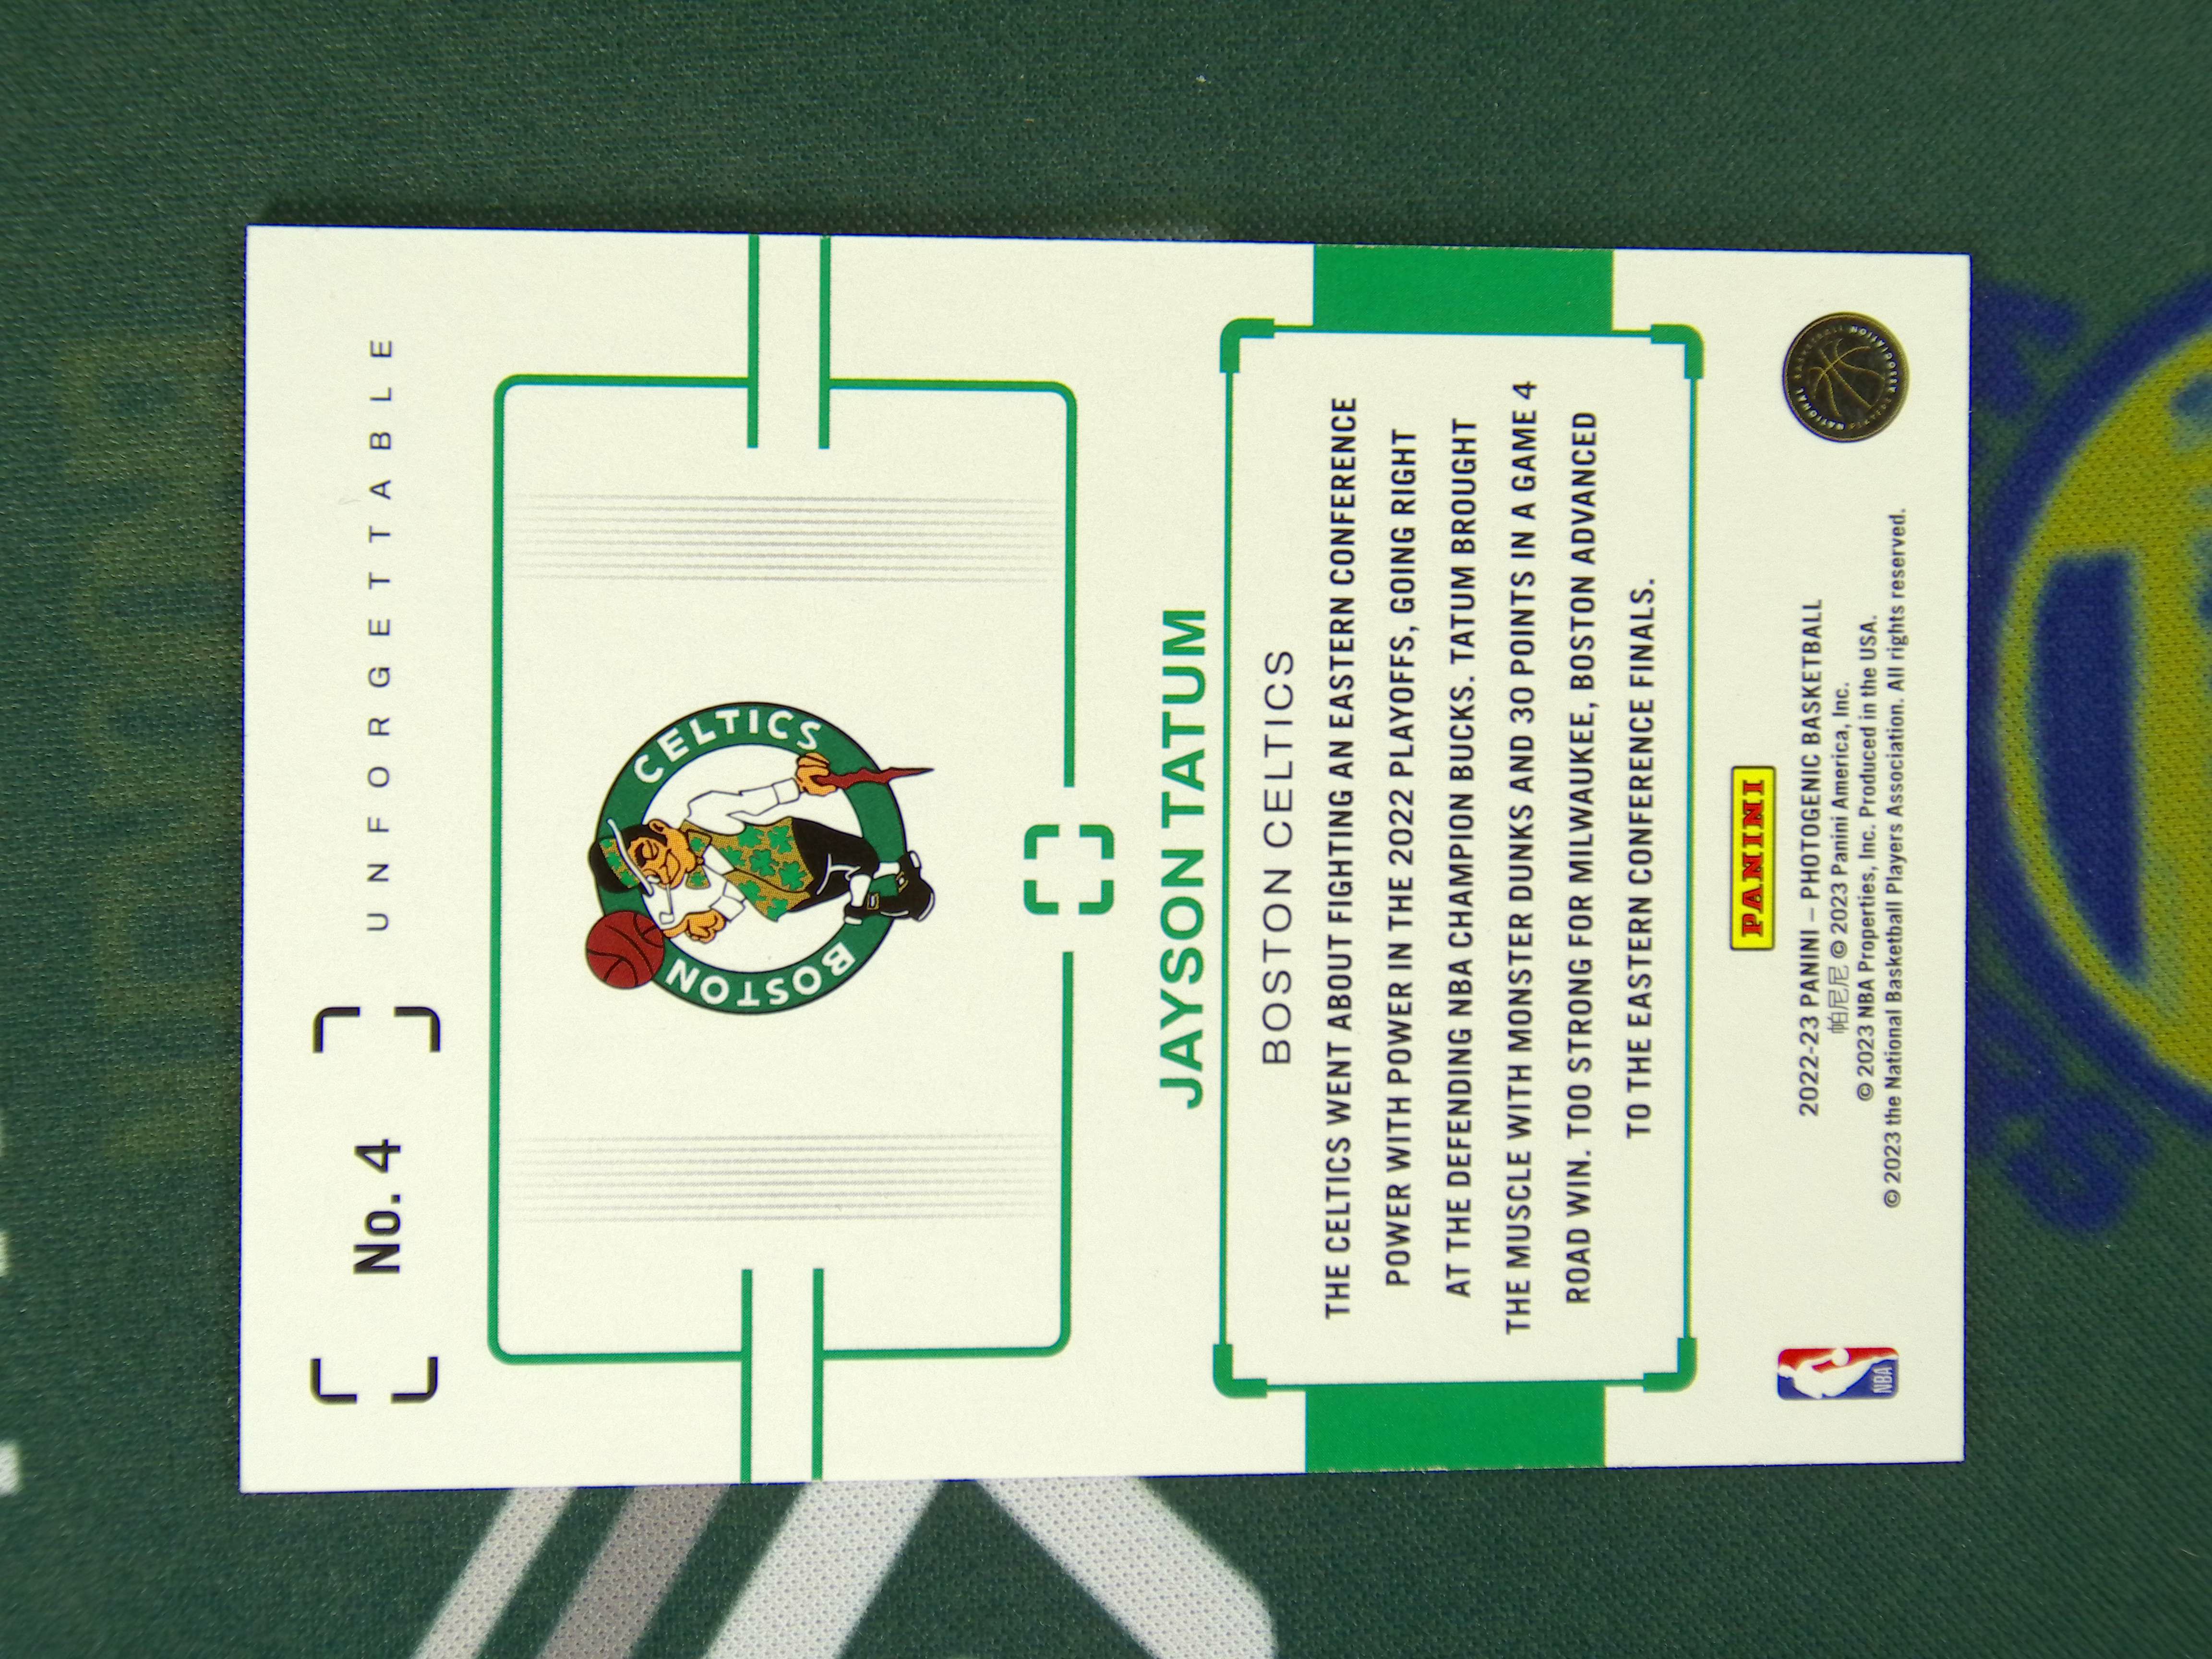 No. 4
UNFORGETTABLE
BOSTON CELTICS
JAYSON TATUM
BOSTON CELTICS
THE CELTICS WENT ABOUT FIGHTING AN EASTERN CONFERENCE
POWER WITH POWER IN THE 2022 PLAYOFFS, GOING RIGHT
AT THE DEFENDING NBA CHAMPION BUCKS. TATUM BROUGHT
THE MUSCLE WITH MONSTER DUNKS AND 30 POINTS IN A GAME 4
ROAD WIN. TOO STRONG FOR MILWAUKEE, BOSTON ADVANCED
TO THE EASTERN CONFERENCE FINALS.
PANINI
2022-23 PANINI – PHOTOGENIC BASKETBALL
帕尼尼 © 2023 Panini America, Inc.
© 2023 NBA Properties, Inc. Produced in the USA.
© 2023 the National Basketball Players Association. All rights reserved.
NBA
NATIONAL BASKETBALL